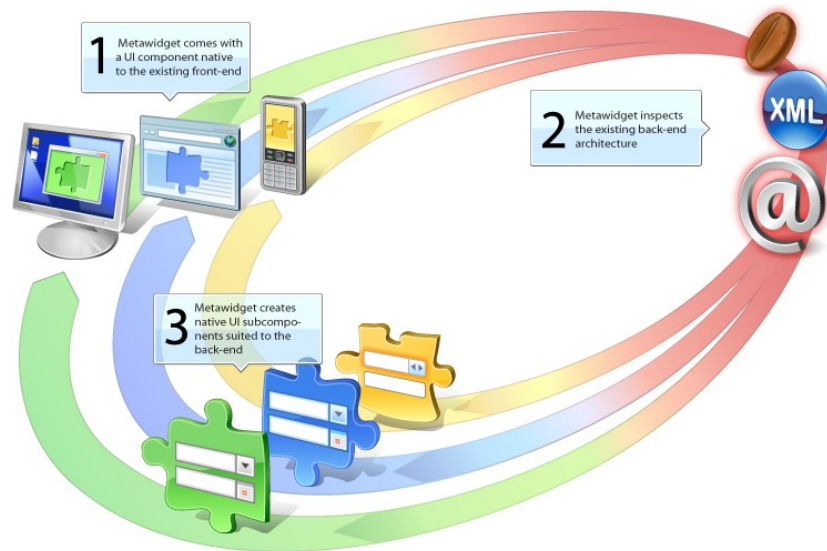 1
Metawidget comes with
a UI component native
to the existing front-end
2
Metawidget inspects
the existing back-end
architecture
XML
@
3
Metawidget creates
native UI subcompo-
nents suited to the
back-end